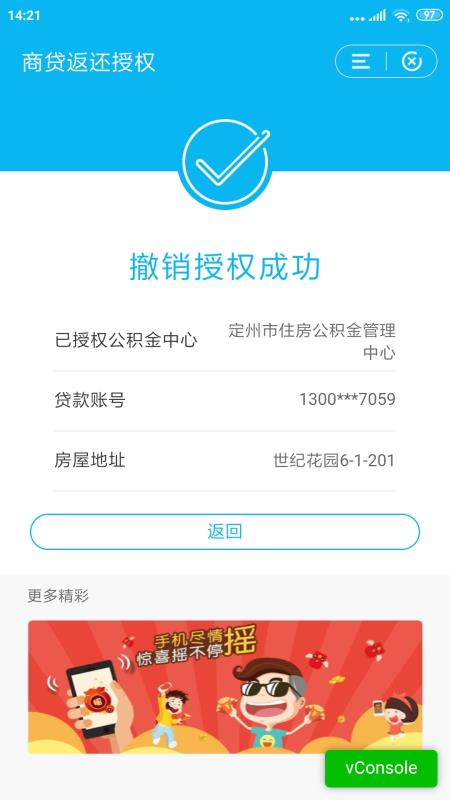 14:21
97
商贷返还授权
撤销授权成功
已授权公积金中心
定州市住房公积金管理
中心
贷款账号
1300***7059
房屋地址
世纪花园6-1-201
返回
更多精彩
手机尽情摇
惊喜摇不停
vConsole